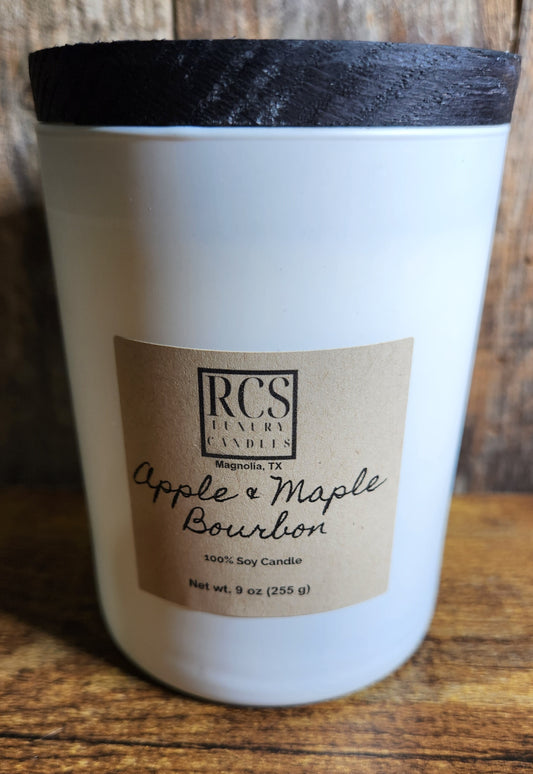 RCS
LUXURY
CANDLES
Magnolia, TX
Apple & Maple
Bourbon
100% Soy Candle
Net wt. 9 oz (255 g)